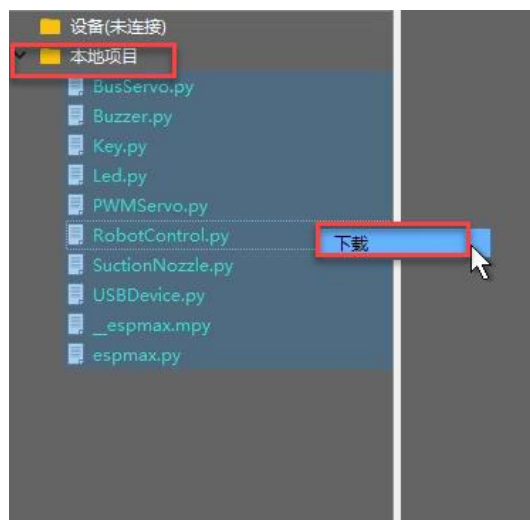 设备(未连接)
本地项目
BusServo.py
Buzzer.py
Key.py
Led.py
PWMServo.py
RobotControl.py
下载
SuctionNozzle.py
USBDevice.py
__espmax.mpy
espmax.py